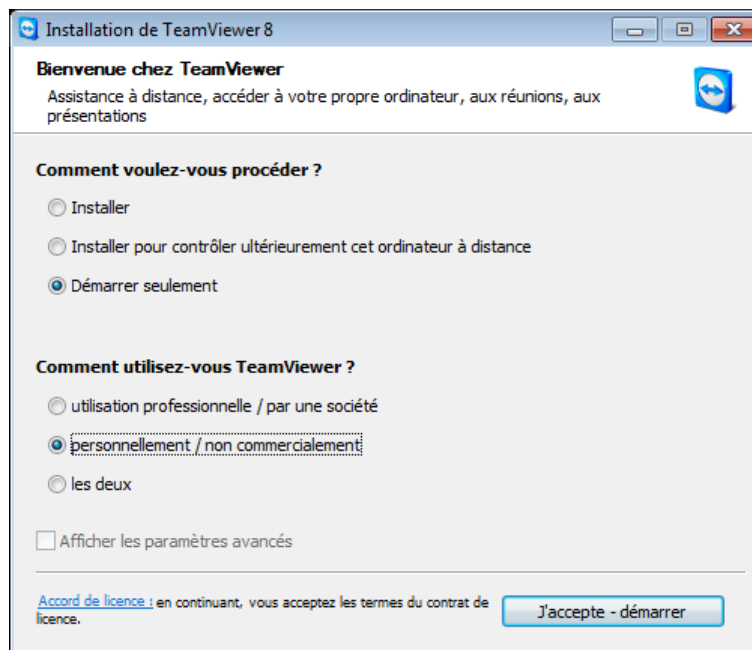 Installation de TeamViewer 8
Bienvenue chez TeamViewer
Assistance à distance, accéder à votre propre ordinateur, aux réunions, aux
présentations
Comment voulez-vous procéder ?
Installer
Installer pour contrôler ultérieurement cet ordinateur à distance
Démarrer seulement
Comment utilisez-vous TeamViewer ?
utilisation professionnelle / par une société
personnellement / non commercialement
les deux
Afficher les paramètres avancés
Accord de licence : en continuant, vous acceptez les termes du contrat de
licence.
J'accepte - démarrer